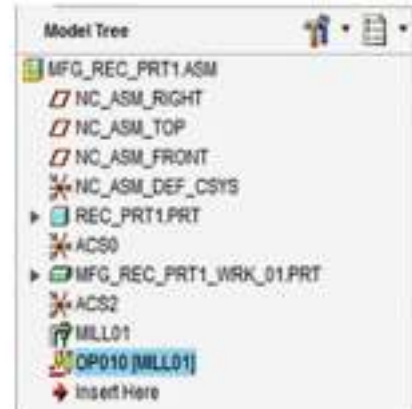 Model Tree
MFG_REC_PRT1.ASM
NC_ASM_RIGHT
NC_ASM_TOP
NC_ASM_FRONT
NC_ASM_DEF_CSYS
REC_PRT1.PRT
ACS0
MFG_REC_PRT1_WRK_01.PRT
ACS2
MILL01
OP010 [MILL01]
Insert Here